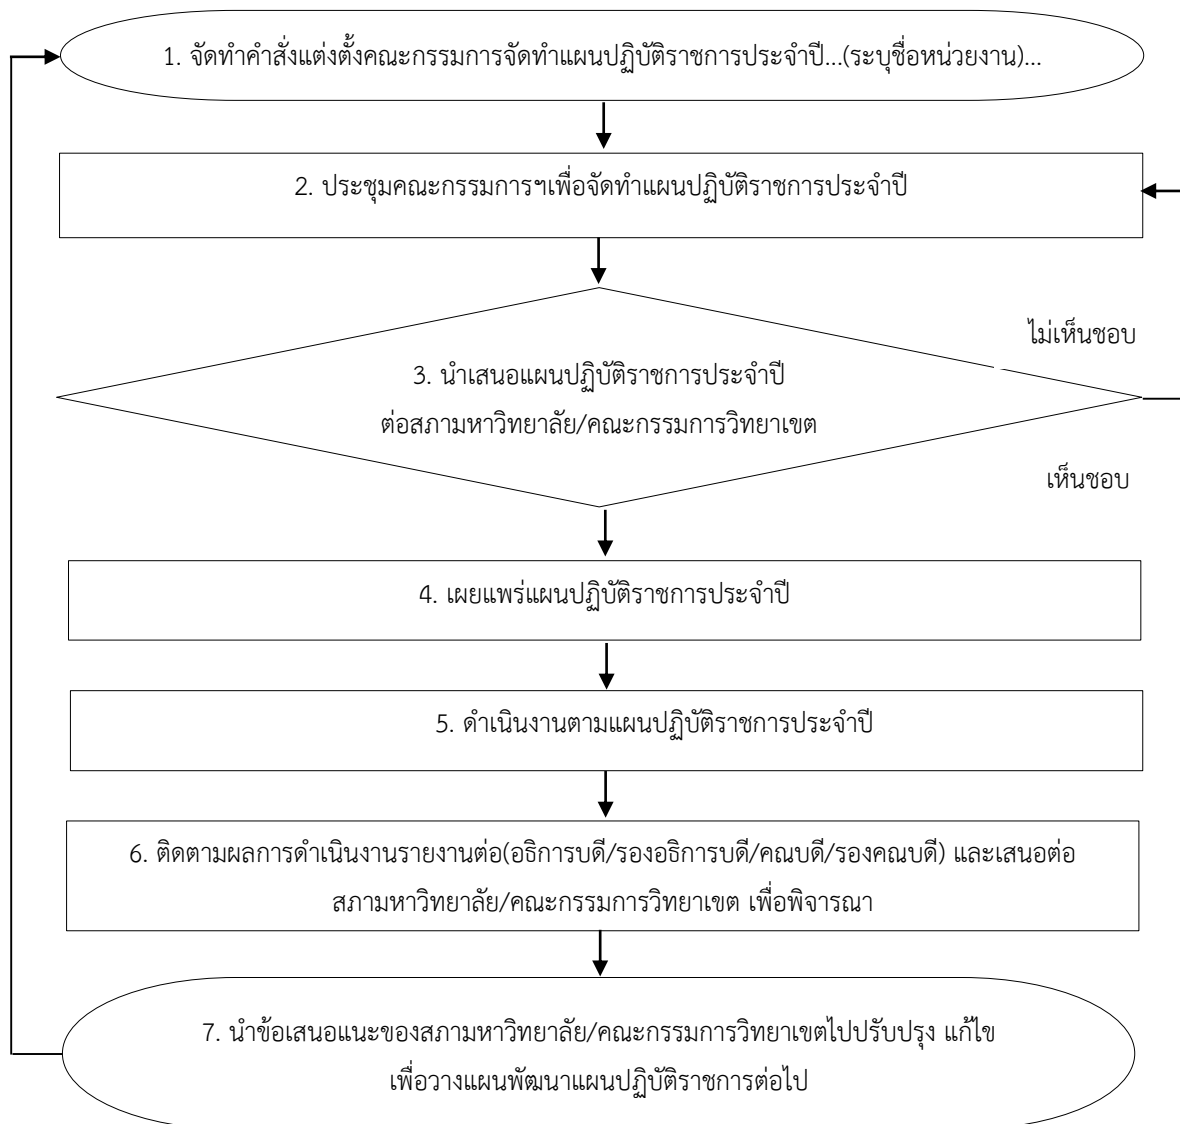 1. จัดทำคำสั่งแต่งตั้งคณะกรรมการจัดทำแผนปฏิบัติราชการประจำปี...(ระบุชื่อหน่วยงาน)...
2. ประชุมคณะกรรมการฯเพื่อจัดทำแผนปฏิบัติราชการประจำปี
ไม่เห็นชอบ
3. นำเสนอแผนปฏิบัติราชการประจำปี
ต่อสภามหาวิทยาลัย/คณะกรรมการวิทยาเขต
เห็นชอบ
4. เผยแพร่แผนปฏิบัติราชการประจำปี
5. ดำเนินงานตามแผนปฏิบัติราชการประจำปี
6. ติดตามผลการดำเนินงานรายงานต่อ(อธิการบดี/รองอธิการบดี/คณบดี/รองคณบดี) และเสนอต่อ
สภามหาวิทยาลัย/คณะกรรมการวิทยาเขต เพื่อพิจารณา
7. นำข้อเสนอแนะของสภามหาวิทยาลัย/คณะกรรมการวิทยาเขตไปปรับปรุง แก้ไข
เพื่อวางแผนพัฒนาแผนปฏิบัติราชการต่อไป